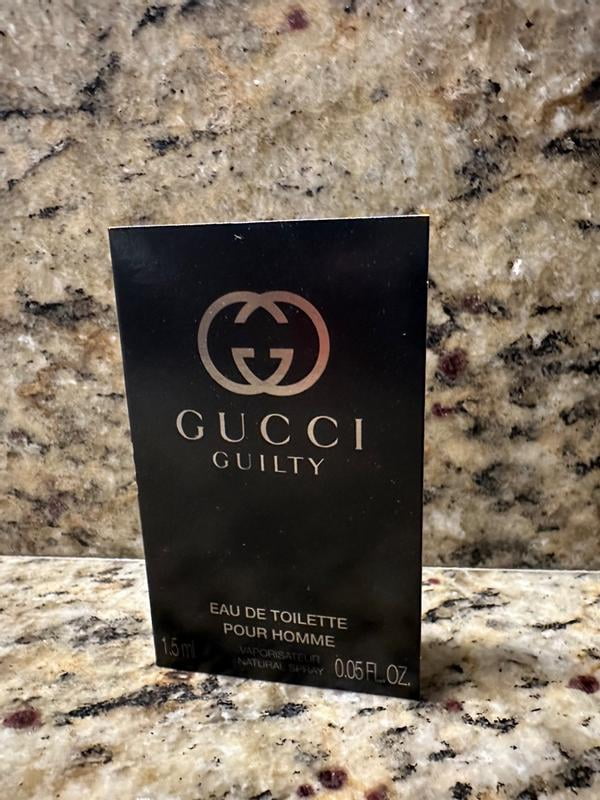 GUCCI
GUILTY
EAU DE TOILETTE
POUR HOMME
1.5 ml
VAPORISATEUR
NATURAL SPRAY
0.05 FL.OZ.